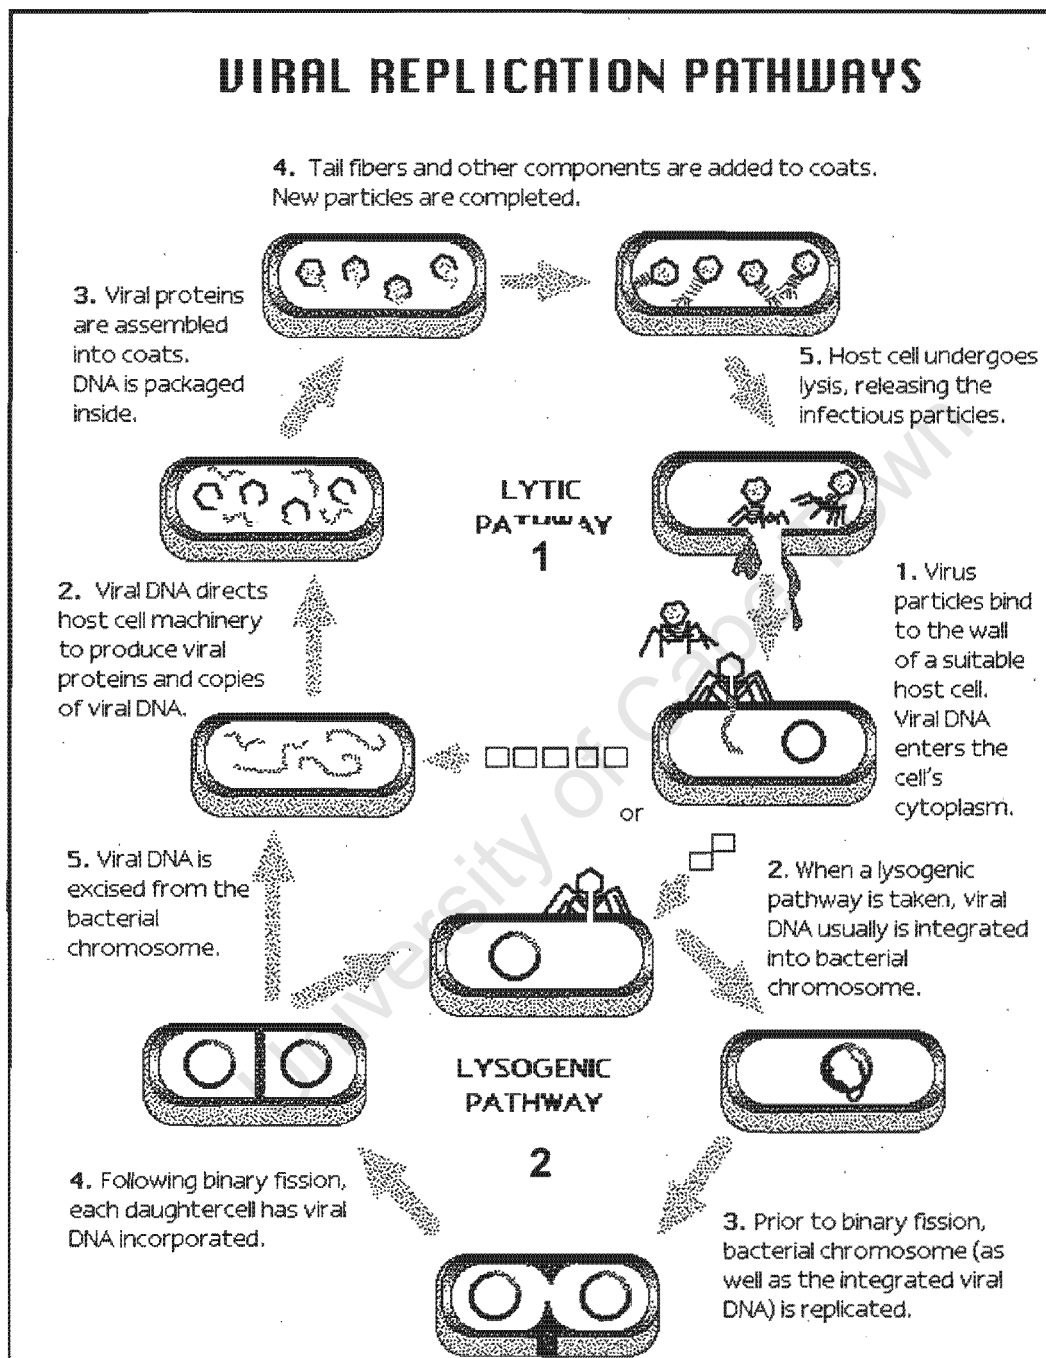 VIRAL REPLICATION PATHWAYS
4. Tail fibers and other components are added to coats.
New particles are completed.
3. Viral proteins
are assembled
into coats.
DNA is packaged
inside.
5. Host cell undergoes
lysis, releasing the
infectious particles.
LYTIC
PATHWAY
1
2. Viral DNA directs
host cell machinery
to produce viral
proteins and copies
of viral DNA.
1. Virus
particles bind
to the wall
of a suitable
host cell.
Viral DNA
enters the
cell's
cytoplasm.
or
5. Viral DNA is
excised from the
bacterial
chromosome.
2. When a lysogenic
pathway is taken, viral
DNA usually is integrated
into bacterial
chromosome.
LYSOGENIC
PATHWAY
2
4. Following binary fission,
each daughtercell has viral
DNA incorporated.
3. Prior to binary fission,
bacterial chromosome (as
well as the integrated viral
DNA) is replicated.
University of Cape Town